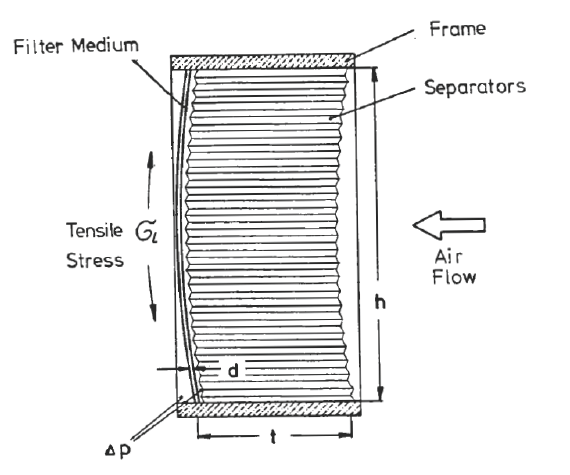 Frame
Filter Medium
Separators
Tensile σL
Stress
Air
Flow
h
d
t
Δp